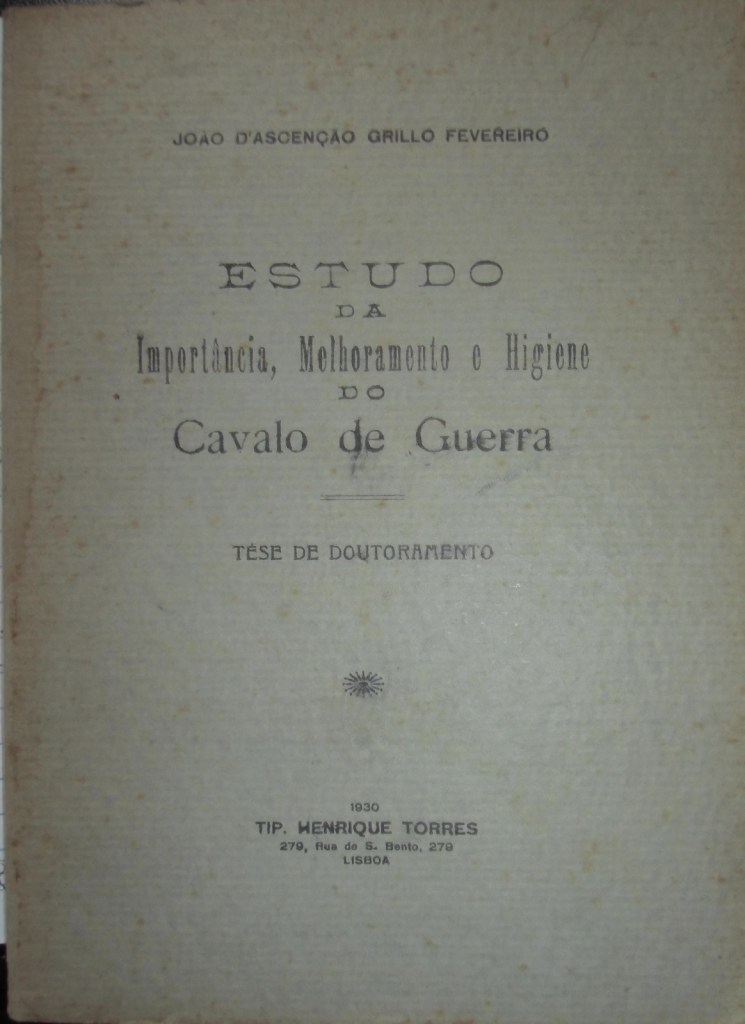 JOÃO D'ASCENÇÃO GRILLO FEVEREIRO
ESTUDO
DA
Importância, Melhoramento e Higiene
DO
Cavalo de Guerra
TÉSE DE DOUTORAMENTO
1930
TIP. HENRIQUE TORRES
279, Rua de S. Bento, 279
LISBOA